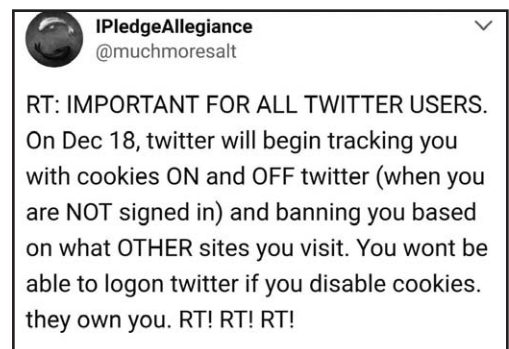 IPledgeAllegiance
@muchmoresalt
RT: IMPORTANT FOR ALL TWITTER USERS.
On Dec 18, twitter will begin tracking you
with cookies ON and OFF twitter (when you
are NOT signed in) and banning you based
on what OTHER sites you visit. You wont be
able to logon twitter if you disable cookies.
they own you. RT! RT! RT!